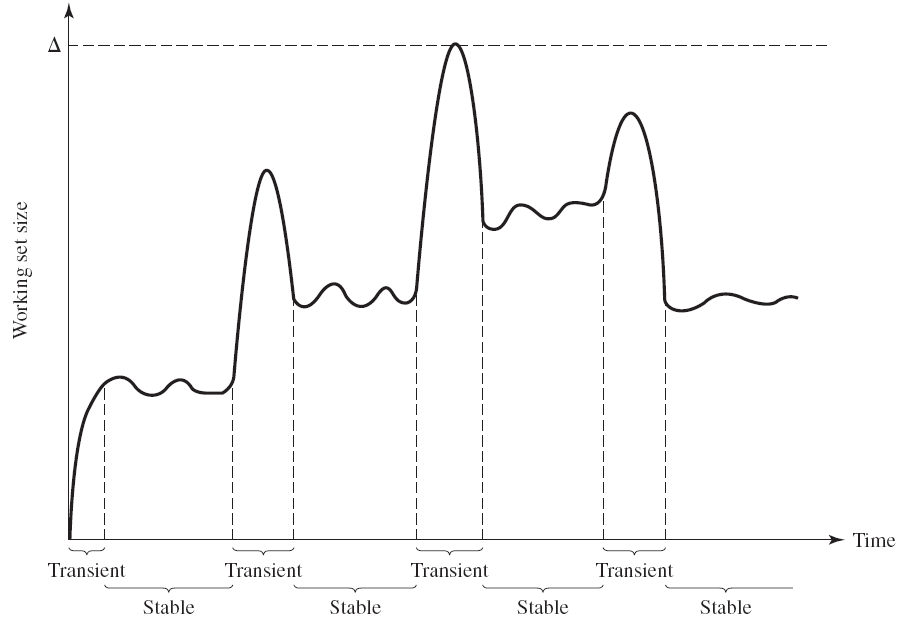 Δ
Working set size
Time
Transient
Transient
Transient
Transient
Stable
Stable
Stable
Stable